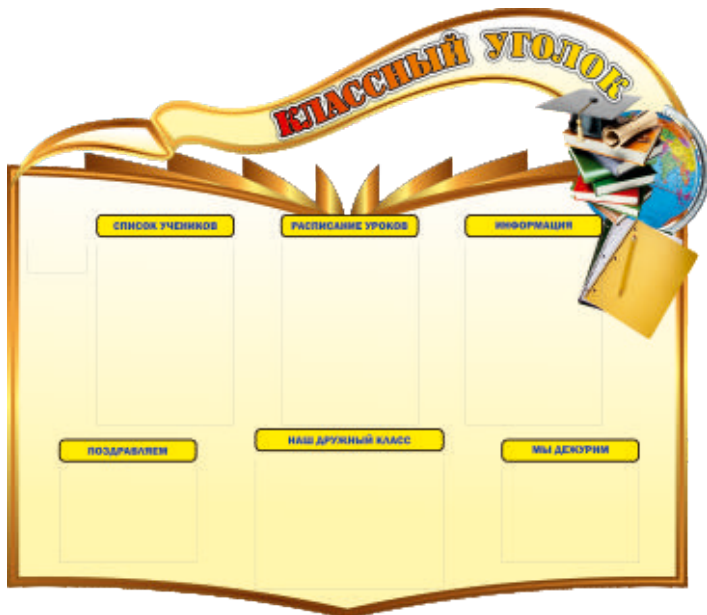 КЛАССНЫЙ УГОЛОК
СПИСОК УЧЕНИКОВ
РАСПИСАНИЕ УРОКОВ
ИНФОРМАЦИЯ
ПОЗДРАВЛЯЕМ
НАШ ДРУЖНЫЙ КЛАСС
МЫ ДЕЖУРИМ